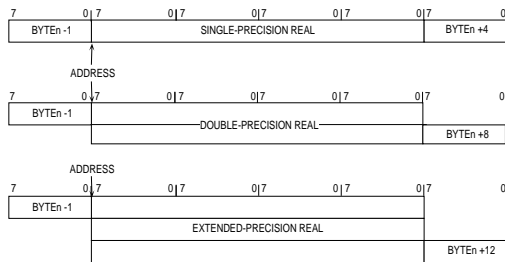 7 0 7 0 7 0 7 0 7 0 7 0
BYTEn -1 SINGLE-PRECISION REAL BYTEn +4
ADDRESS
7 0 7 0 7 0 7 0 7 0 7 0
BYTEn -1
DOUBLE-PRECISION REAL
BYTEn +8
ADDRESS
7 0 7 0 7 0 7 0 7 0 7 0
BYTEn -1
EXTENDED-PRECISION REAL
BYTEn +12